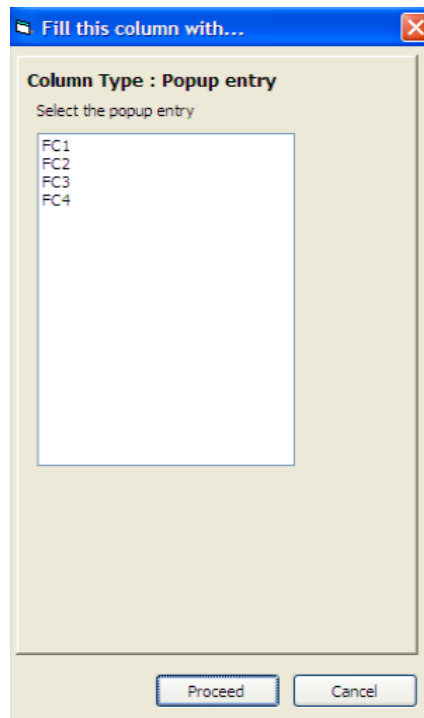 Fill this column with...
Column Type : Popup entry
Select the popup entry
FC1
FC2
FC3
FC4
Proceed
Cancel